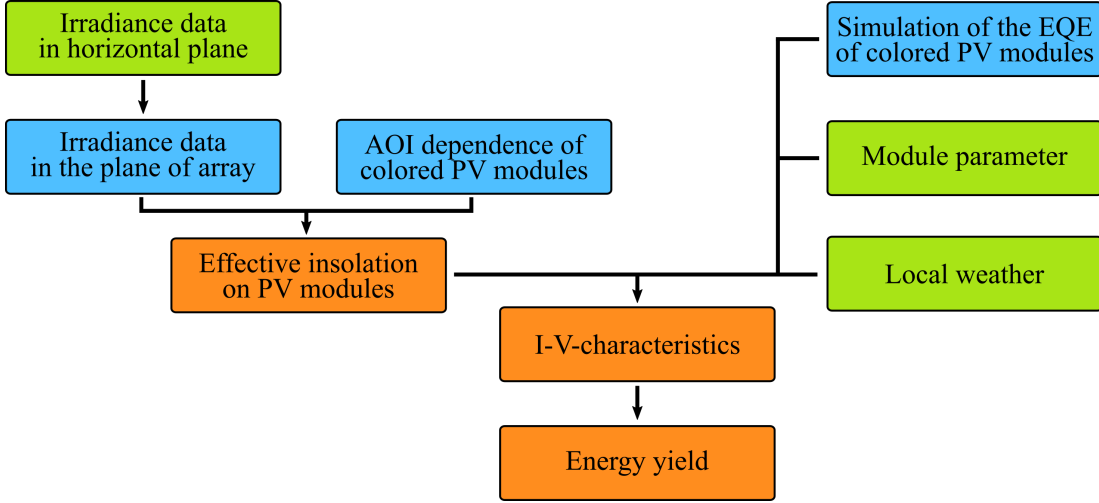 Irradiance data
in horizontal plane
Simulation of the EQE
of colored PV modules
Irradiance data
in the plane of array
AOI dependence of
colored PV modules
Module parameter
Effective insolation
on PV modules
Local weather
I-V-characteristics
Energy yield